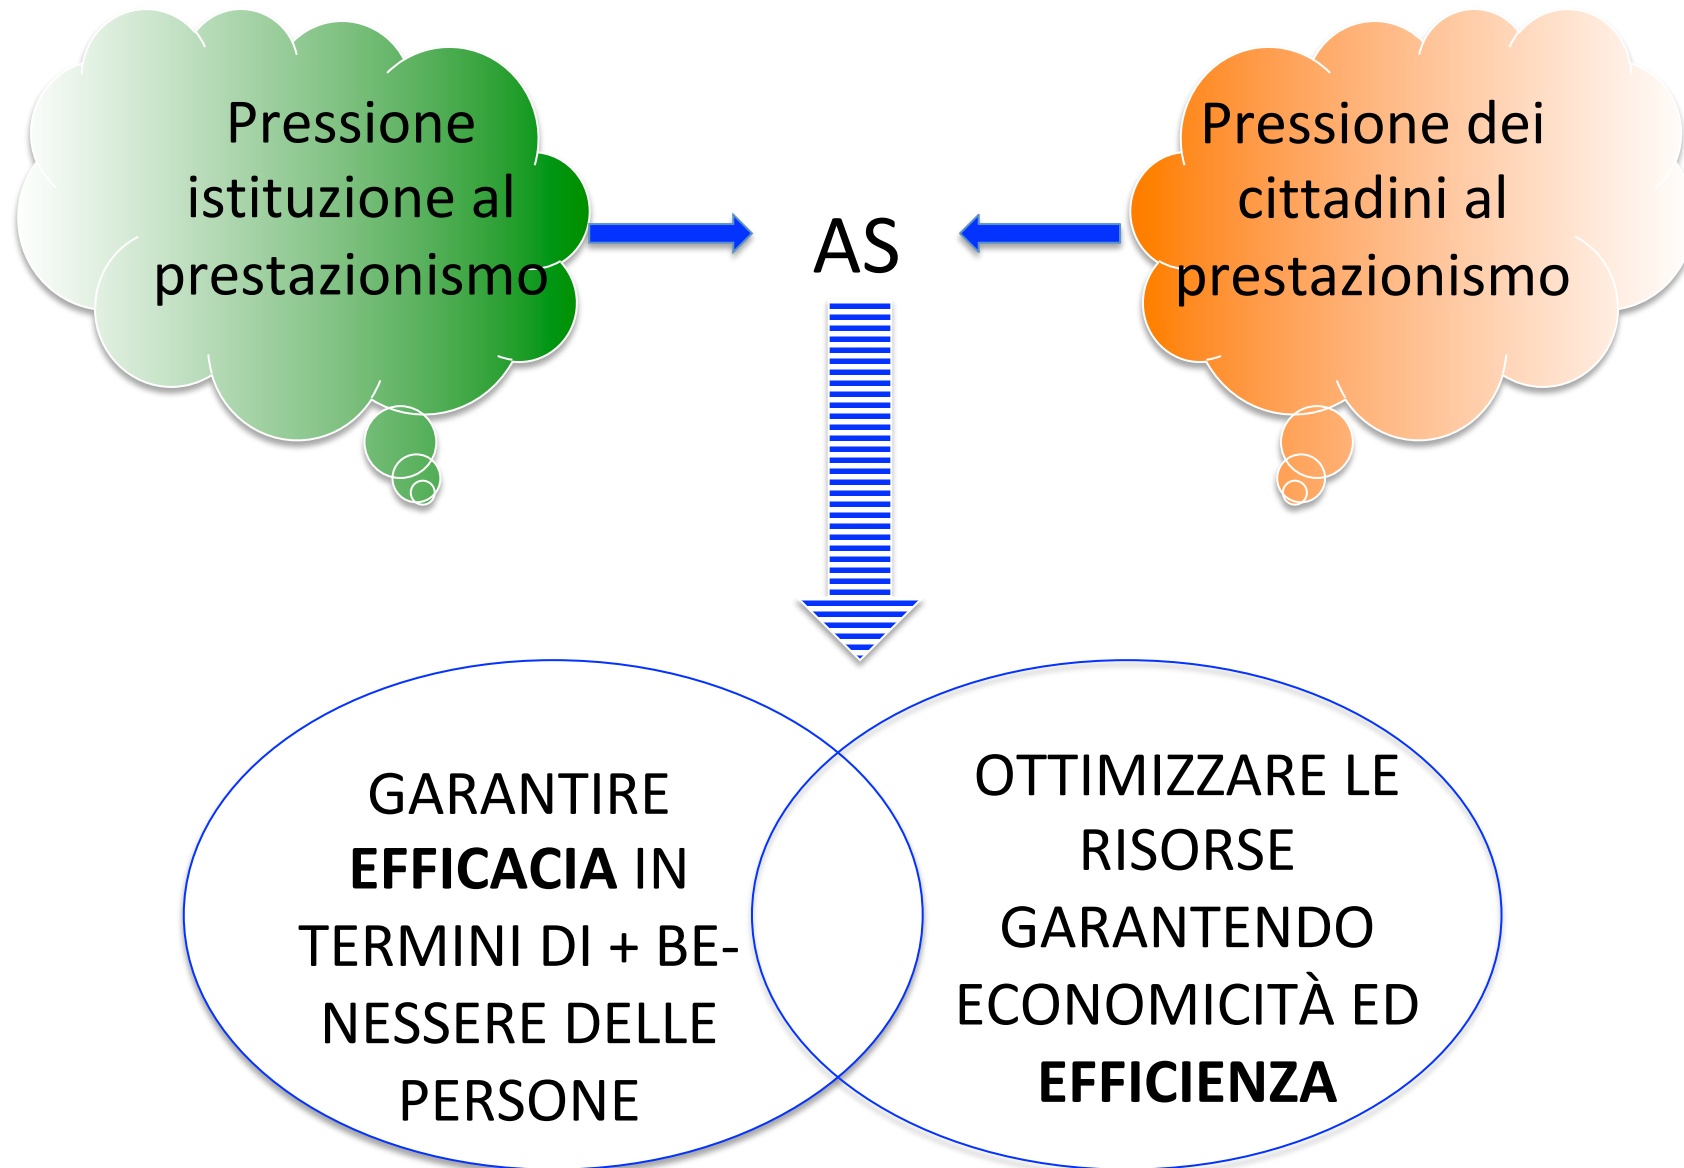 Pressione
istituzione al
prestazionismo
AS
Pressione dei
cittadini al
prestazionismo
GARANTIRE
EFFICACIA IN
TERMINI DI + BE-
NESSERE DELLE
PERSONE
OTTIMIZZARE LE
RISORSE
GARANTENDO
ECONOMICITÀ ED
EFFICIENZA